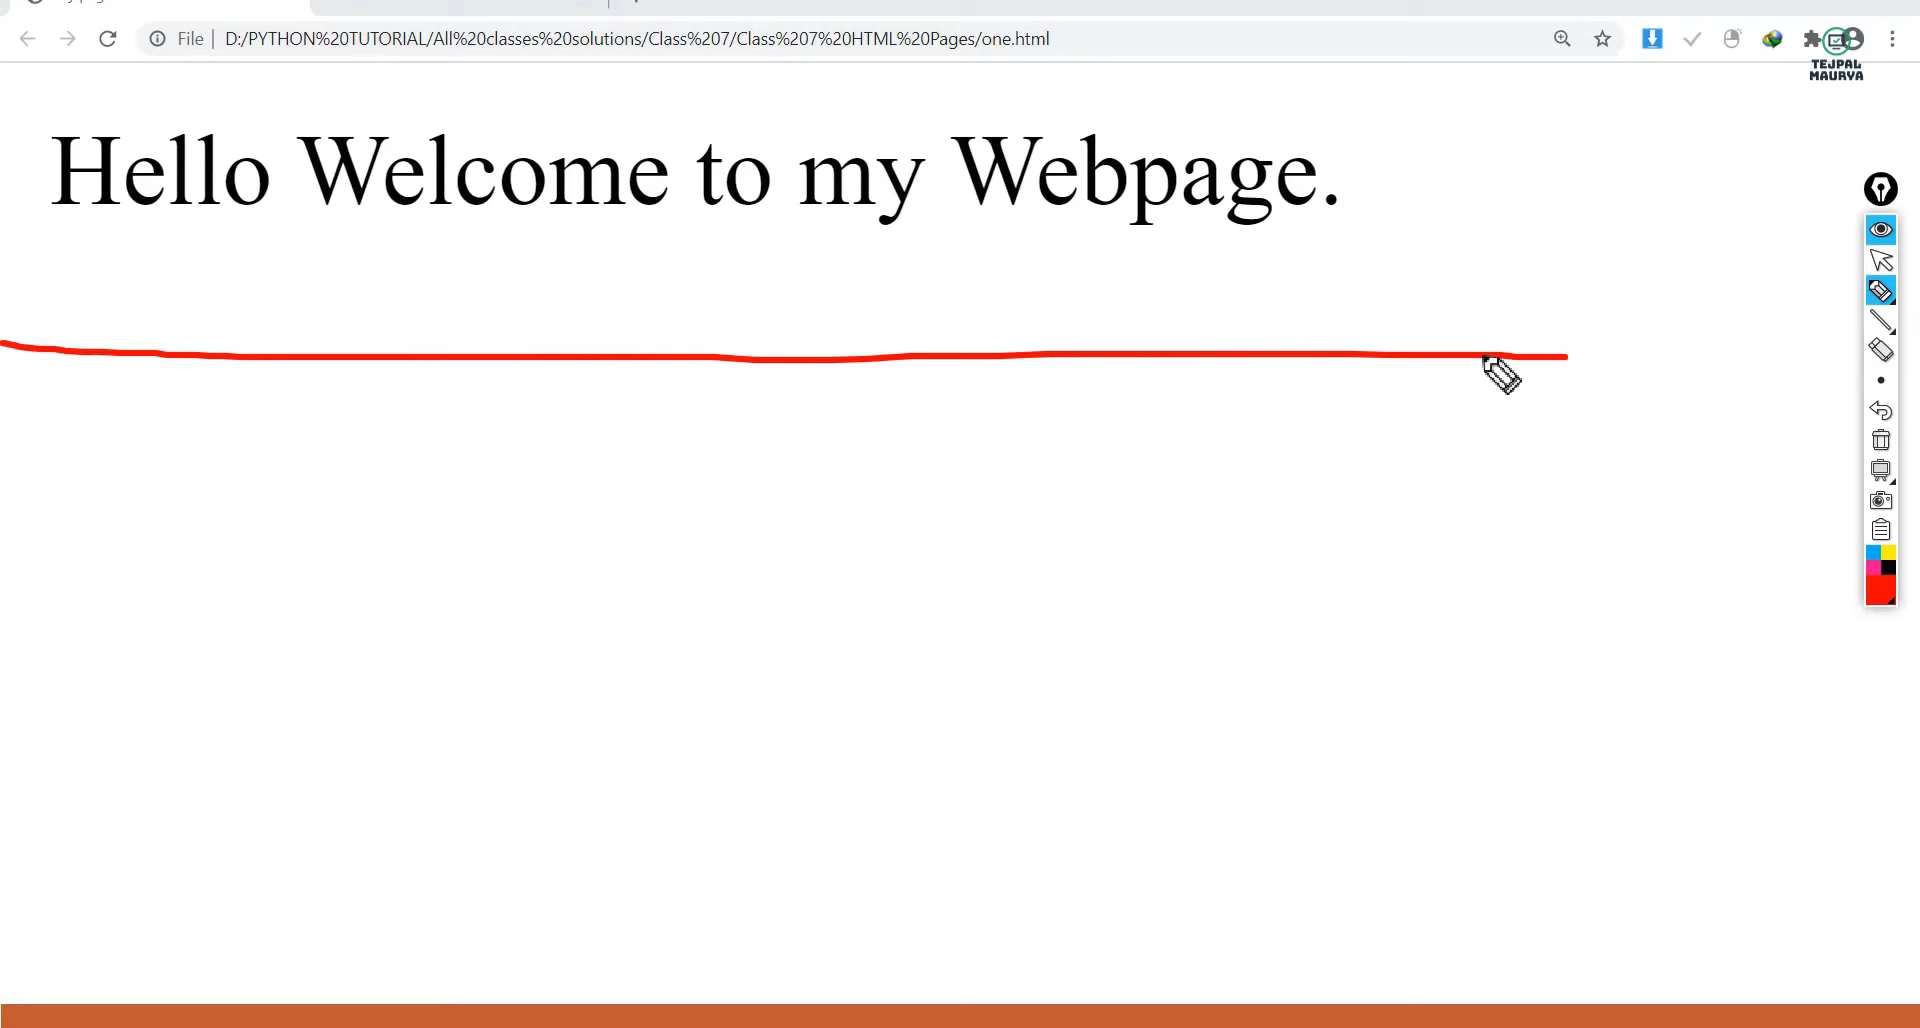 File | D:/PYTHON%20TUTORIAL/All%20classes%20solutions/Class%207/Class%207%20HTML%20Pages/one.html
TEJPAL
MAURYA
Hello Welcome to my Webpage.